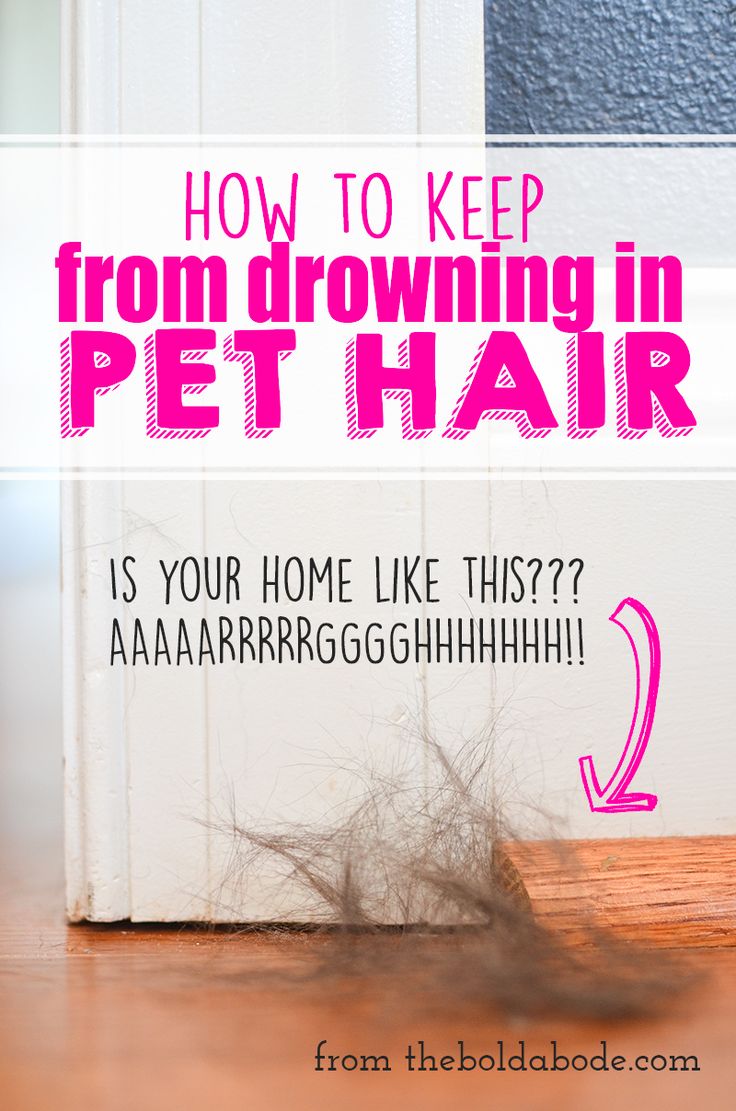 HOW TO KEEP
from drowning in
PET HAIR
IS YOUR HOME LIKE THIS???
AAAAARRRRRGGGGHHHHHHH!!
from theboldabode.com